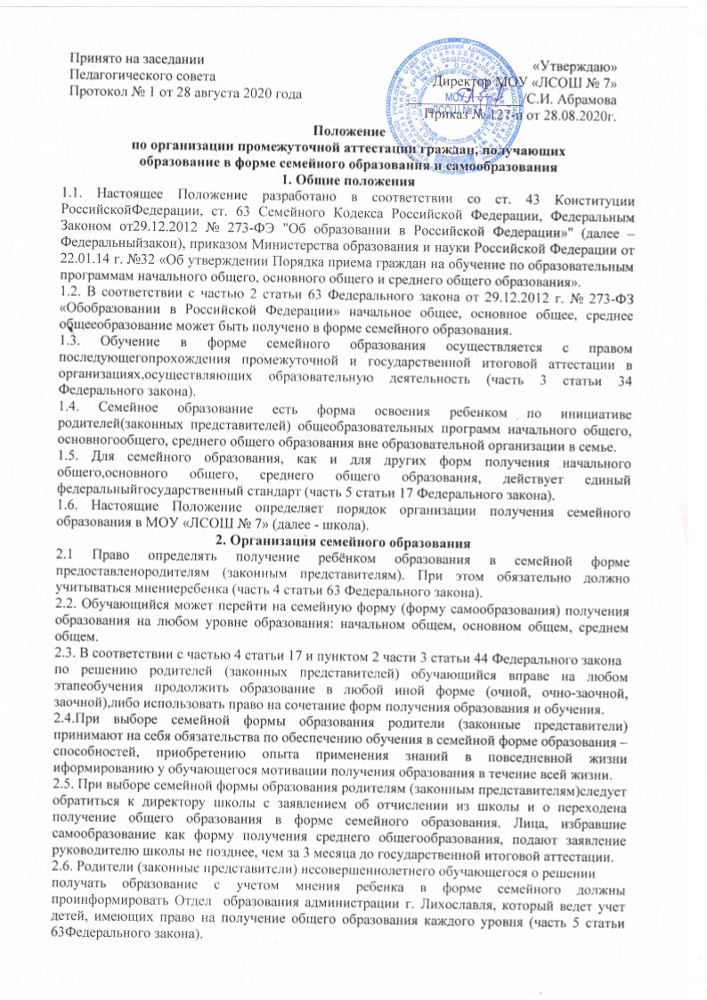 Принято на заседании
Педагогического совета
Протокол № 1 от 28 августа 2020 года
«Утверждаю»
Директор МОУ «ЛСОШ № 7»
/С.И. Абрамова
Приказ № 127-п от 28.08.2020г.
Положение
по организации промежуточной аттестации граждан, получающих
образование в форме семейного образования и самообразования
1. Общие положения
1.1. Настоящее Положение разработано в соответствии со ст. 43 Конституции
РоссийскойФедерации, ст. 63 Семейного Кодекса Российской Федерации, Федеральным
Законом от29.12.2012 № 273-ФЭ "Об образовании в Российской Федерации»" (далее –
Федеральныйзакон), приказом Министерства образования и науки Российской Федерации от
22.01.14 г. №32 «Об утверждении Порядка приема граждан на обучение по образовательным
программам начального общего, основного общего и среднего общего образования».
1.2. В соответствии с частью 2 статьи 63 Федерального закона от 29.12.2012 г. № 273-ФЗ
«Обобразовании в Российской Федерации» начальное общее, основное общее, среднее
общееобразование может быть получено в форме семейного образования.
1.3. Обучение в форме семейного образования осуществляется с правом
последующегопрохождения промежуточной и государственной итоговой аттестации в
организациях,осуществляющих образовательную деятельность (часть 3 статьи 34
Федерального закона).
1.4. Семейное образование есть форма освоения ребенком по инициативе
родителей(законных представителей) общеобразовательных программ начального общего,
основногообщего, среднего общего образования вне образовательной организации в семье.
1.5. Для семейного образования, как и для других форм получения начального
общего,основного общего, среднего общего образования, действует единый
федеральныйгосударственный стандарт (часть 5 статьи 17 Федерального закона).
1.6. Настоящие Положение определяет порядок организации получения семейного
образования в МОУ «ЛСОШ № 7» (далее - школа).
2. Организация семейного образования
2.1 Право определять получение ребёнком образования в семейной форме
предоставленородителям (законным представителям). При этом обязательно должно
учитываться мнениеребенка (часть 4 статьи 63 Федерального закона).
2.2. Обучающийся может перейти на семейную форму (форму самообразования) получения
образования на любом уровне образования: начальном общем, основном общем, среднем
общем.
2.3. В соответствии с частью 4 статьи 17 и пунктом 2 части 3 статьи 44 Федерального закона
по решению родителей (законных представителей) обучающийся вправе на любом
этапеобучения продолжить образование в любой иной форме (очной, очно-заочной,
заочной),либо использовать право на сочетание форм получения образования и обучения.
2.4.При выборе семейной формы образования родители (законные представители)
принимают на себя обязательства по обеспечению обучения в семейной форме образования –
способностей, приобретению опыта применения знаний в повседневной жизни
иформированию у обучающегося мотивации получения образования в течение всей жизни.
2.5. При выборе семейной формы образования родителям (законным представителям)следует
обратиться к директору школы с заявлением об отчислении из школы и о переходена
получение общего образования в форме семейного образования. Лица, избравшие
самообразование как форму получения среднего общегообразования, подают заявление
руководителю школы не позднее, чем за 3 месяца до государственной итоговой аттестации.
2.6. Родители (законные представители) несовершеннолетнего обучающегося о решении
получать образование с учетом мнения ребенка в форме семейного должны
проинформировать Отдел образования администрации г. Лихославля, который ведет учет
детей, имеющих право на получение общего образования каждого уровня (часть 5 статьи
63Федерального закона).